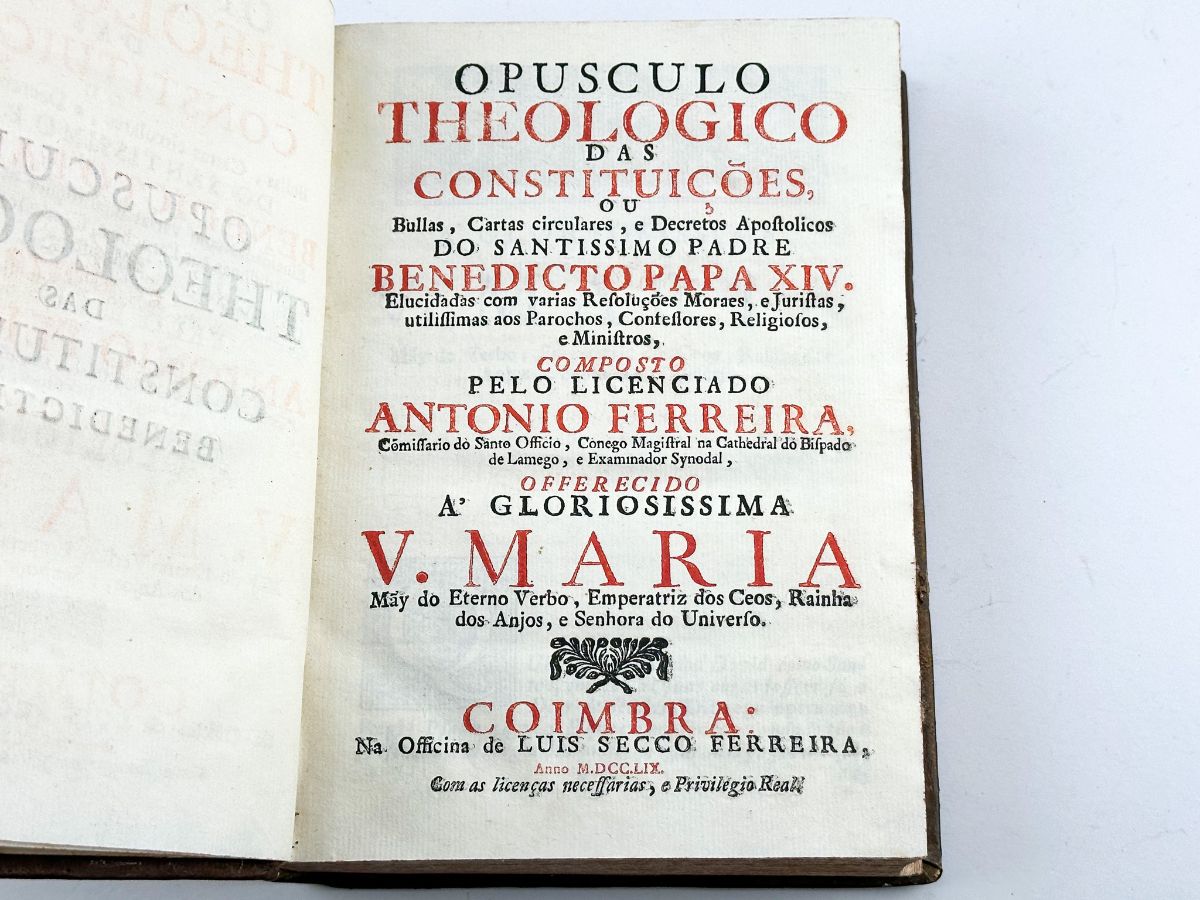 OPUSCULO
THEOLOGICO
DAS
CONSTITUIÇÕES,
OU
Bullas, Cartas circulares, e Decretos Apoſtolicos
DO SANTISSIMO PADRE
BENEDICTO PAPA XIV.
Elucidadas com varias Reſoluções Moraes, e Juriſtas,
utiliſſimas aos Parochos, Confeſſores, Religioſos,
e Miniſtros,
COMPOSTO
PELO LICENCIADO
ANTONIO FERREIRA,
Cõmiſſario do Santo Officio, Conego Magiſtral na Cathedral do Biſpado
de Lamego, e Examinador Synodal,
OFFERECIDO
A' GLORIOSISSIMA
V. MARIA
Mãy do Eterno Verbo, Emperatriz dos Ceos, Rainha
dos Anjos, e Senhora do Univerſo.
COIMBRA:
Na Officina de LUIS SECCO FERREIRA,
Anno M.DCC.LIX.
Com as licenças neceſſarias, e Privilegio Real